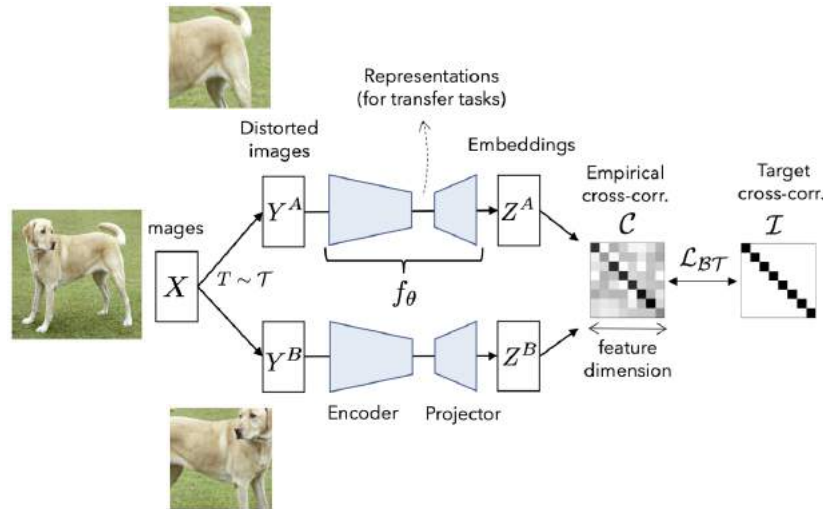 Representations
(for transfer tasks)
Distorted
images
Embeddings
Empirical
cross-corr.
Target
cross-corr.
mages
Y^A
Z^A
C
I
X
T ~ T
f_θ
L_BT
Y^B
Z^B
feature
dimension
Encoder
Projector